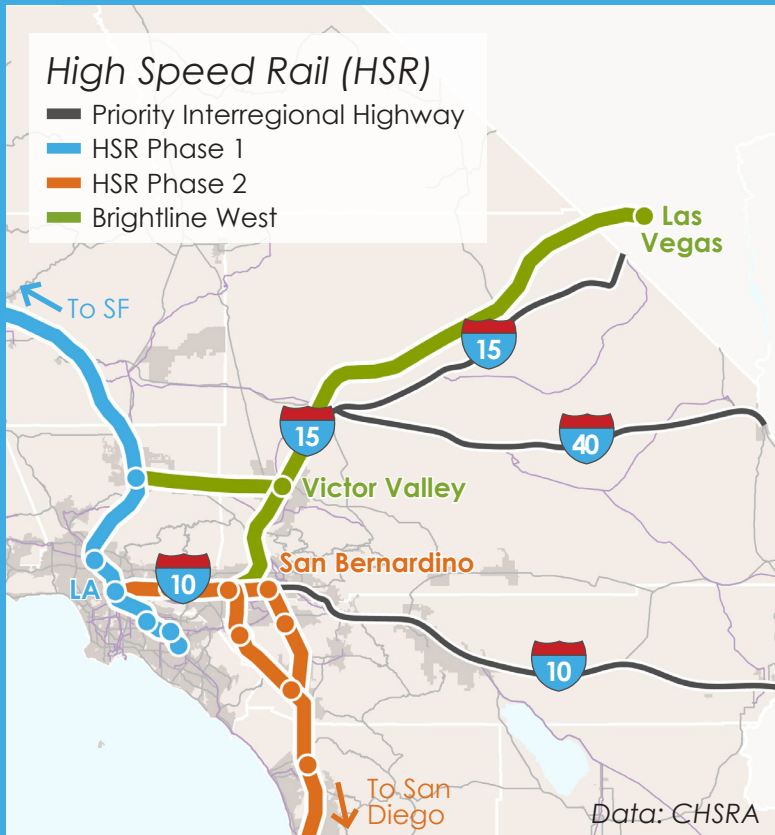 High Speed Rail (HSR)
Priority Interregional Highway
HSR Phase 1
HSR Phase 2
Brightline West
Las
Vegas
To SF
15
15
40
Victor Valley
San Bernardino
10
LA
10
To San
Diego
Data: CHSRA